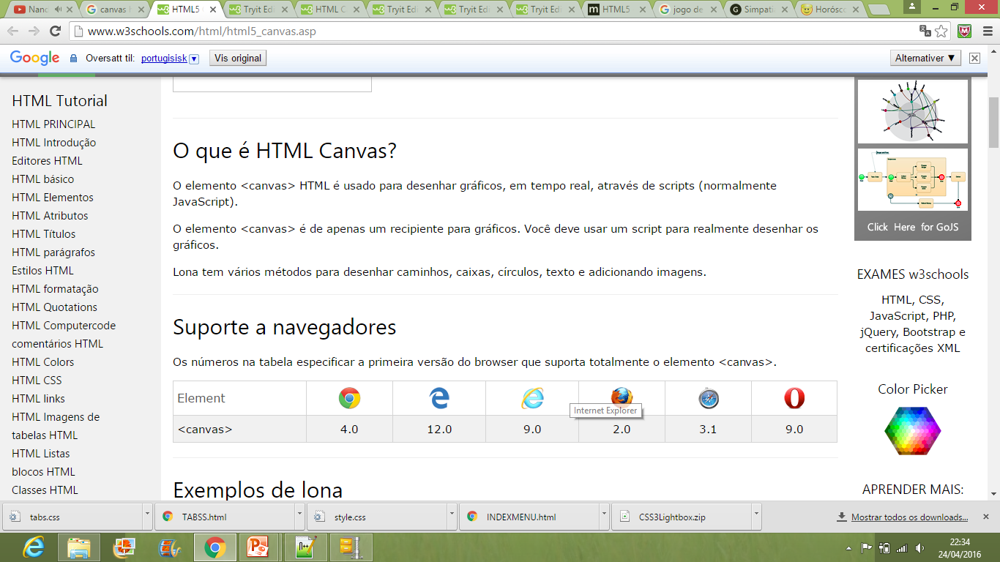 Nanc
canvas
HTML5
Tryit Edi
HTML C
Tryit Edi
Tryit Edi
Tryit Edi
HTML5
jogo de
Simpati
Horósc
www.w3schools.com/html/html5_canvas.asp
Google Oversatt til: portugisisk Vis original Alternativer ▼
HTML Tutorial
HTML PRINCIPAL
HTML Introdução
Editores HTML
HTML básico
HTML Elementos
HTML Atributos
HTML Títulos
HTML parágrafos
Estilos HTML
HTML formatação
HTML Quotations
HTML Computercode
comentários HTML
HTML Colors
HTML CSS
HTML links
HTML Imagens de
tabelas HTML
HTML Listas
blocos HTML
Classes HTML
O que é HTML Canvas?
O elemento <canvas> HTML é usado para desenhar gráficos, em tempo real, através de scripts (normalmente
JavaScript).
O elemento <canvas> é de apenas um recipiente para gráficos. Você deve usar um script para realmente desenhar os
gráficos.
Lona tem vários métodos para desenhar caminhos, caixas, círculos, texto e adicionando imagens.
Suporte a navegadores
Os números na tabela especificar a primeira versão do browser que suporta totalmente o elemento <canvas>.
Element
Internet Explorer
<canvas> 4.0 12.0 9.0 2.0 3.1 9.0
Exemplos de lona
Click Here for GoJS
EXAMES w3schools
HTML, CSS,
JavaScript, PHP,
jQuery, Bootstrap e
certificações XML
Color Picker
APRENDER MAIS:
tabs.css
TABSS.html
style.css
INDEXMENU.html
CSS3Lightbox.zip
Mostrar todos os downloads...
22:34
24/04/2016